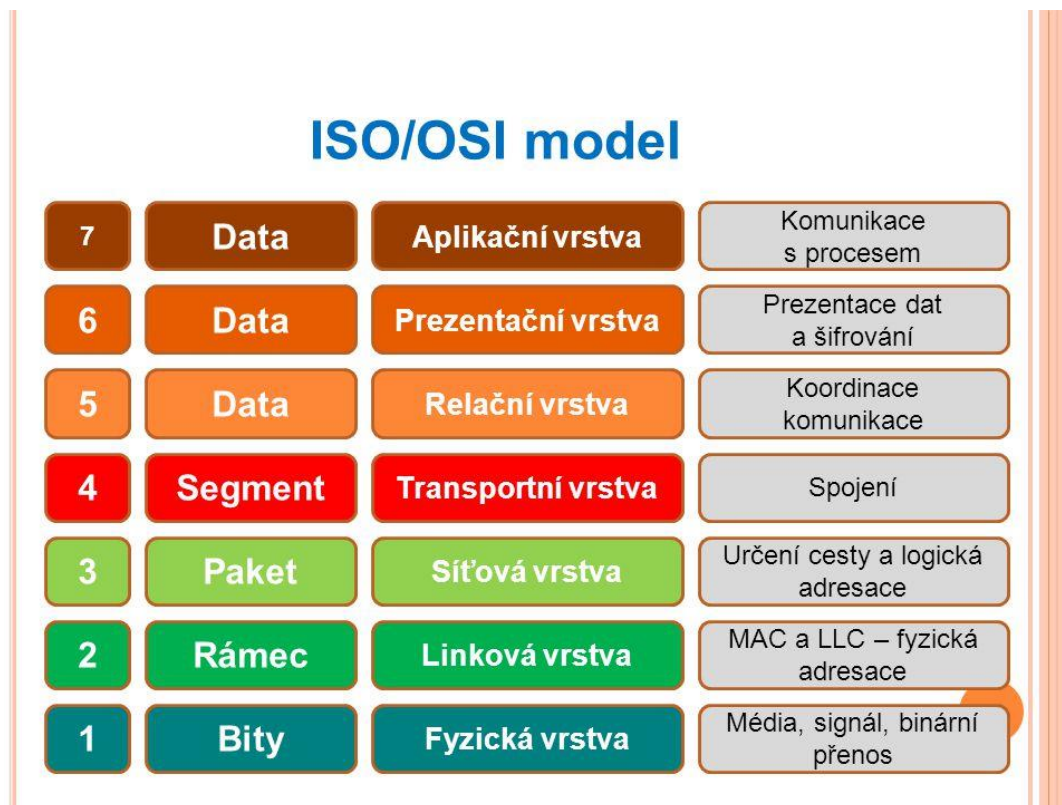 ISO/OSI model
7 Data Aplikační vrstva Komunikace
s procesem
6 Data Prezentační vrstva Prezentace dat
a šifrování
5 Data Relační vrstva Koordinace
komunikace
4 Segment Transportní vrstva Spojení
3 Paket Síťová vrstva Určení cesty a logická
adresace
2 Rámec Linková vrstva MAC a LLC – fyzická
adresace
1 Bity Fyzická vrstva Média, signál, binární
přenos